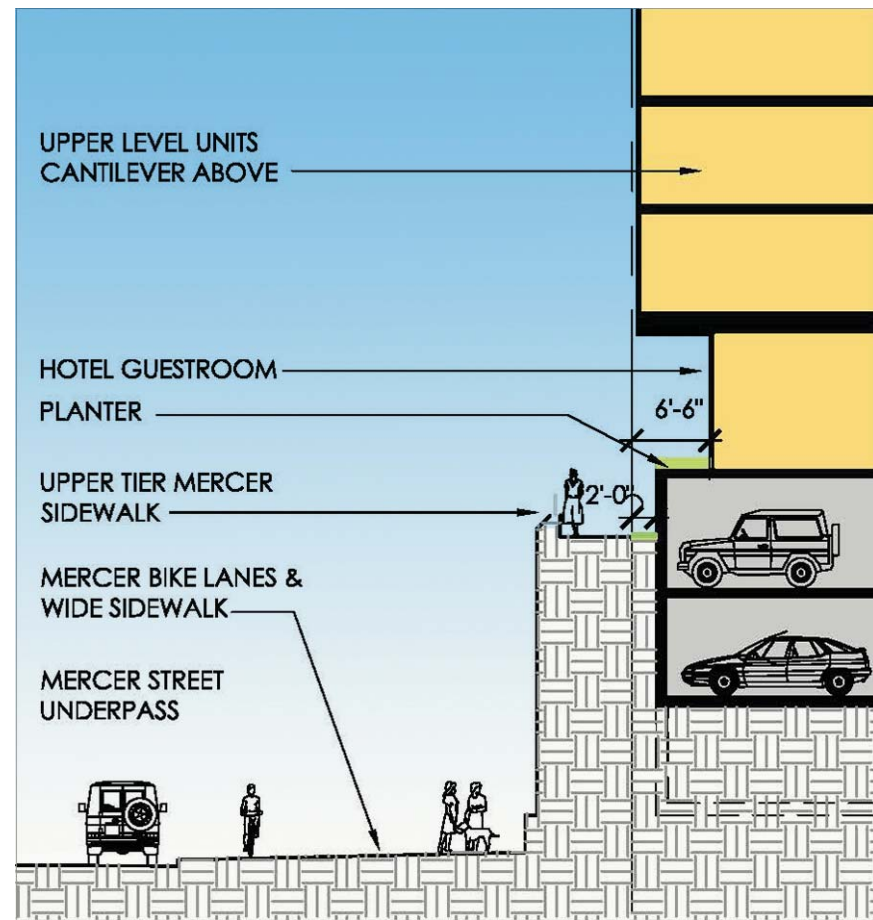 UPPER LEVEL UNITS
CANTILEVER ABOVE
HOTEL GUESTROOM
6'-6"
PLANTER
UPPER TIER MERCER
SIDEWALK
2'-0"
MERCER BIKE LANES &
WIDE SIDEWALK
MERCER STREET
UNDERPASS